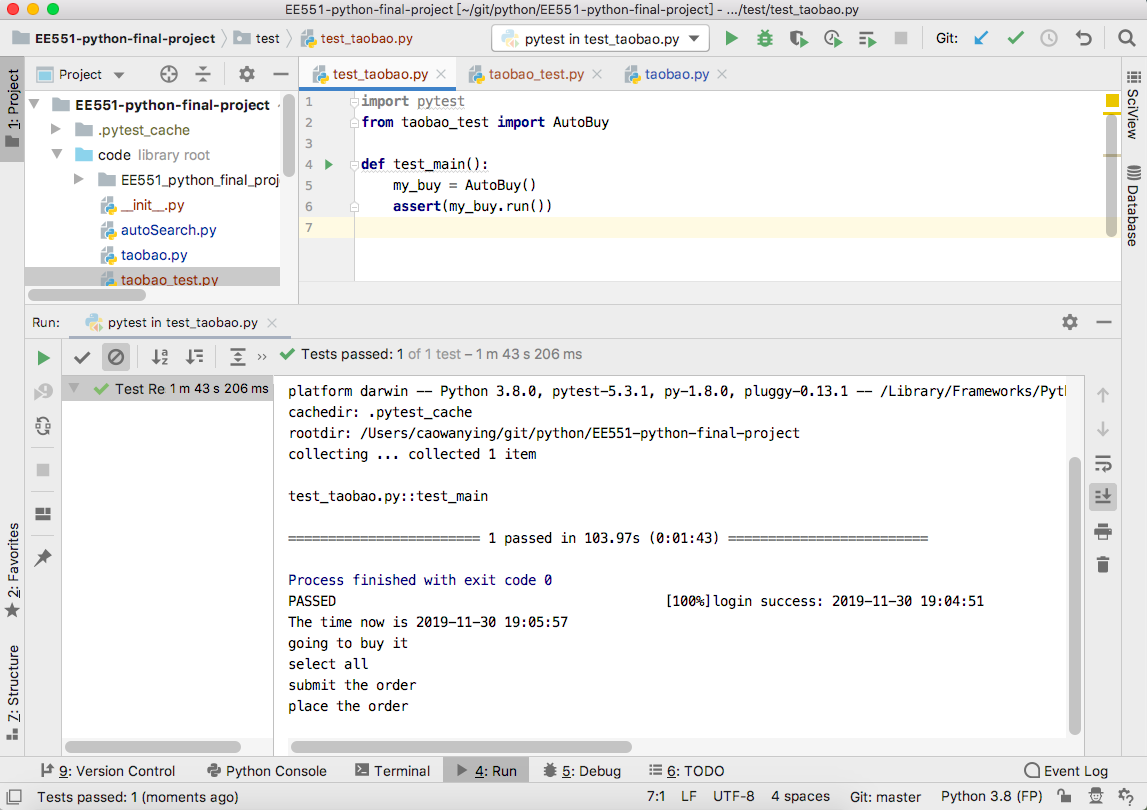 EE551-python-final-project [~/git/python/EE551-python-final-project] - .../test/test_taobao.py
EE551-python-final-project test test_taobao.py pytest in test_taobao.py Git:
1: Project
Project
test_taobao.py taobao_test.py taobao.py
EE551-python-final-project
.pytest_cache
code library root
EE551_python_final_proj
__init__.py
autoSearch.py
taobao.py
taobao_test.py
1 import pytest
2 from taobao_test import AutoBuy
3
4 def test_main():
5 my_buy = AutoBuy()
6 assert(my_buy.run())
7
SciView
Database
Run: pytest in test_taobao.py
Tests passed: 1 of 1 test – 1 m 43 s 206 ms
Test Re 1 m 43 s 206 ms
platform darwin -- Python 3.8.0, pytest-5.3.1, py-1.8.0, pluggy-0.13.1 -- /Library/Frameworks/Pyth
cachedir: .pytest_cache
rootdir: /Users/caowanying/git/python/EE551-python-final-project
collecting ... collected 1 item
test_taobao.py::test_main
======================== 1 passed in 103.97s (0:01:43) =========================
Process finished with exit code 0
PASSED [100%]login success: 2019-11-30 19:04:51
The time now is 2019-11-30 19:05:57
going to buy it
select all
submit the order
place the order
2: Favorites
7: Structure
9: Version Control Python Console Terminal 4: Run 5: Debug 6: TODO Event Log
Tests passed: 1 (moments ago) 7:1 LF UTF-8 4 spaces Git: master Python 3.8 (FP)